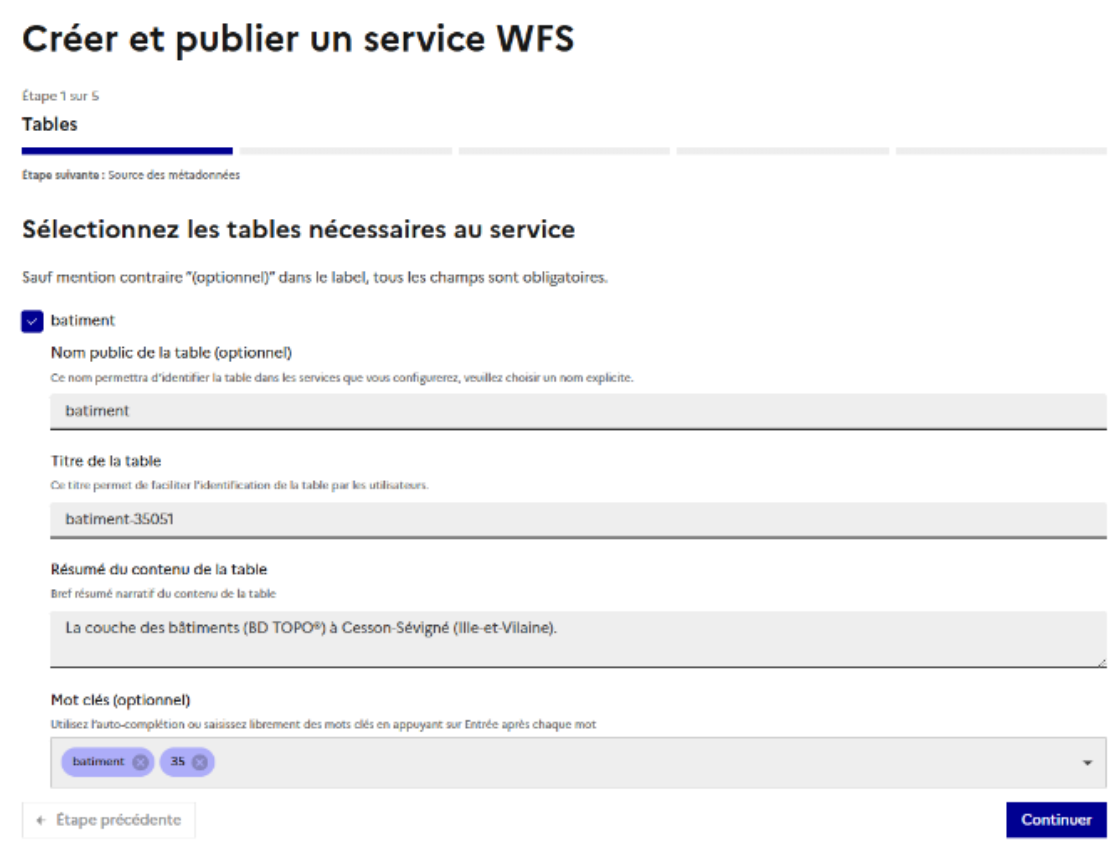 Créer et publier un service WFS
Étape 1 sur 5
Tables
Étape suivante : Source des métadonnées
Sélectionnez les tables nécessaires au service
Sauf mention contraire "(optionnel)" dans le label, tous les champs sont obligatoires.
batiment
Nom public de la table (optionnel)
Ce nom permettra d'identifier la table dans les services que vous configurerez, veuillez choisir un nom explicite.
batiment
Titre de la table
Ce titre permet de faciliter l'identification de la table par les utilisateurs.
batiment-35051
Résumé du contenu de la table
Bref résumé narratif du contenu de la table
La couche des bâtiments (BD TOPO®) à Cesson-Sévigné (Ille-et-Vilaine).
Mot clés (optionnel)
Utilisez l'auto-complétion ou saisissez librement des mots clés en appuyant sur Entrée après chaque mot
batiment 35
← Étape précédente Continuer